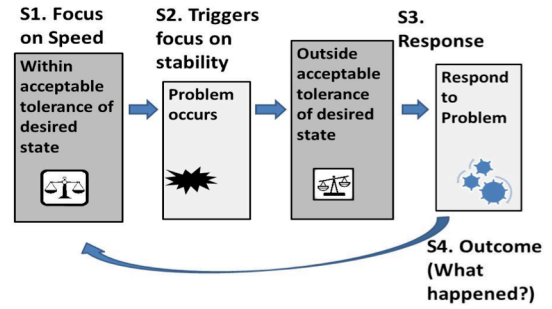 S1. Focus
on Speed
Within
acceptable
tolerance of
desired
state
S2. Triggers
focus on
stability
Problem
occurs
Outside
acceptable
tolerance
of desired
state
S3.
Response
Respond
to
Problem
S4. Outcome
(What
happened?)